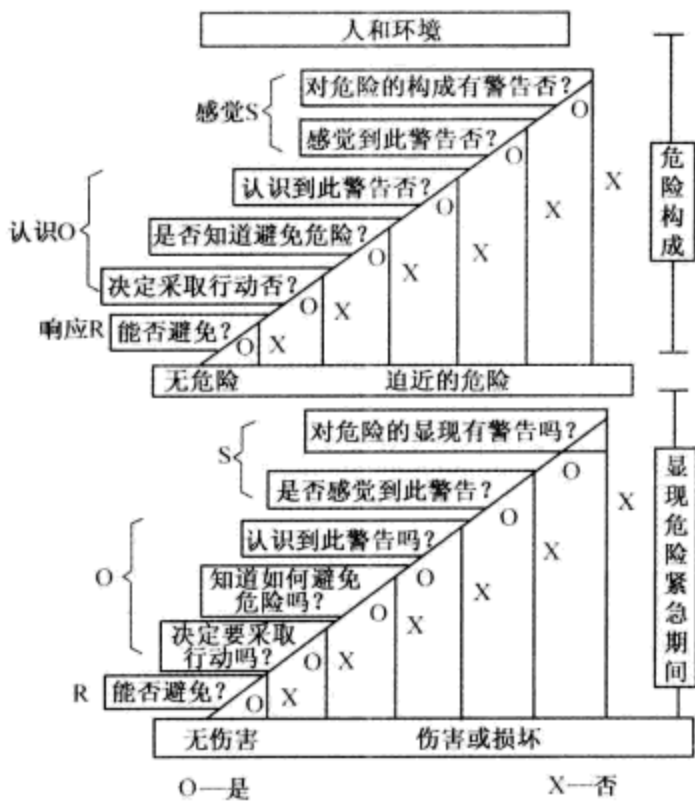 人和环境
对危险的构成有警告否？
感觉S
O
感觉到此警告否？
O
X
危险构成
认识到此警告否？
O
X
认识O
是否知道避免危险？
O
X
决定采取行动否？
O
X
响应R
能否避免？
O
X
X
无危险
迫近的危险
对危险的显现有警告吗？
S
O
是否感觉到此警告？
O
X
显现危险紧急期间
认识到此警告吗？
O
X
O
知道如何避免
危险吗？
O
X
决定要采取
行动吗？
O
X
R
能否避免？
O
X
X
无伤害
伤害或损坏
O—是
X—否